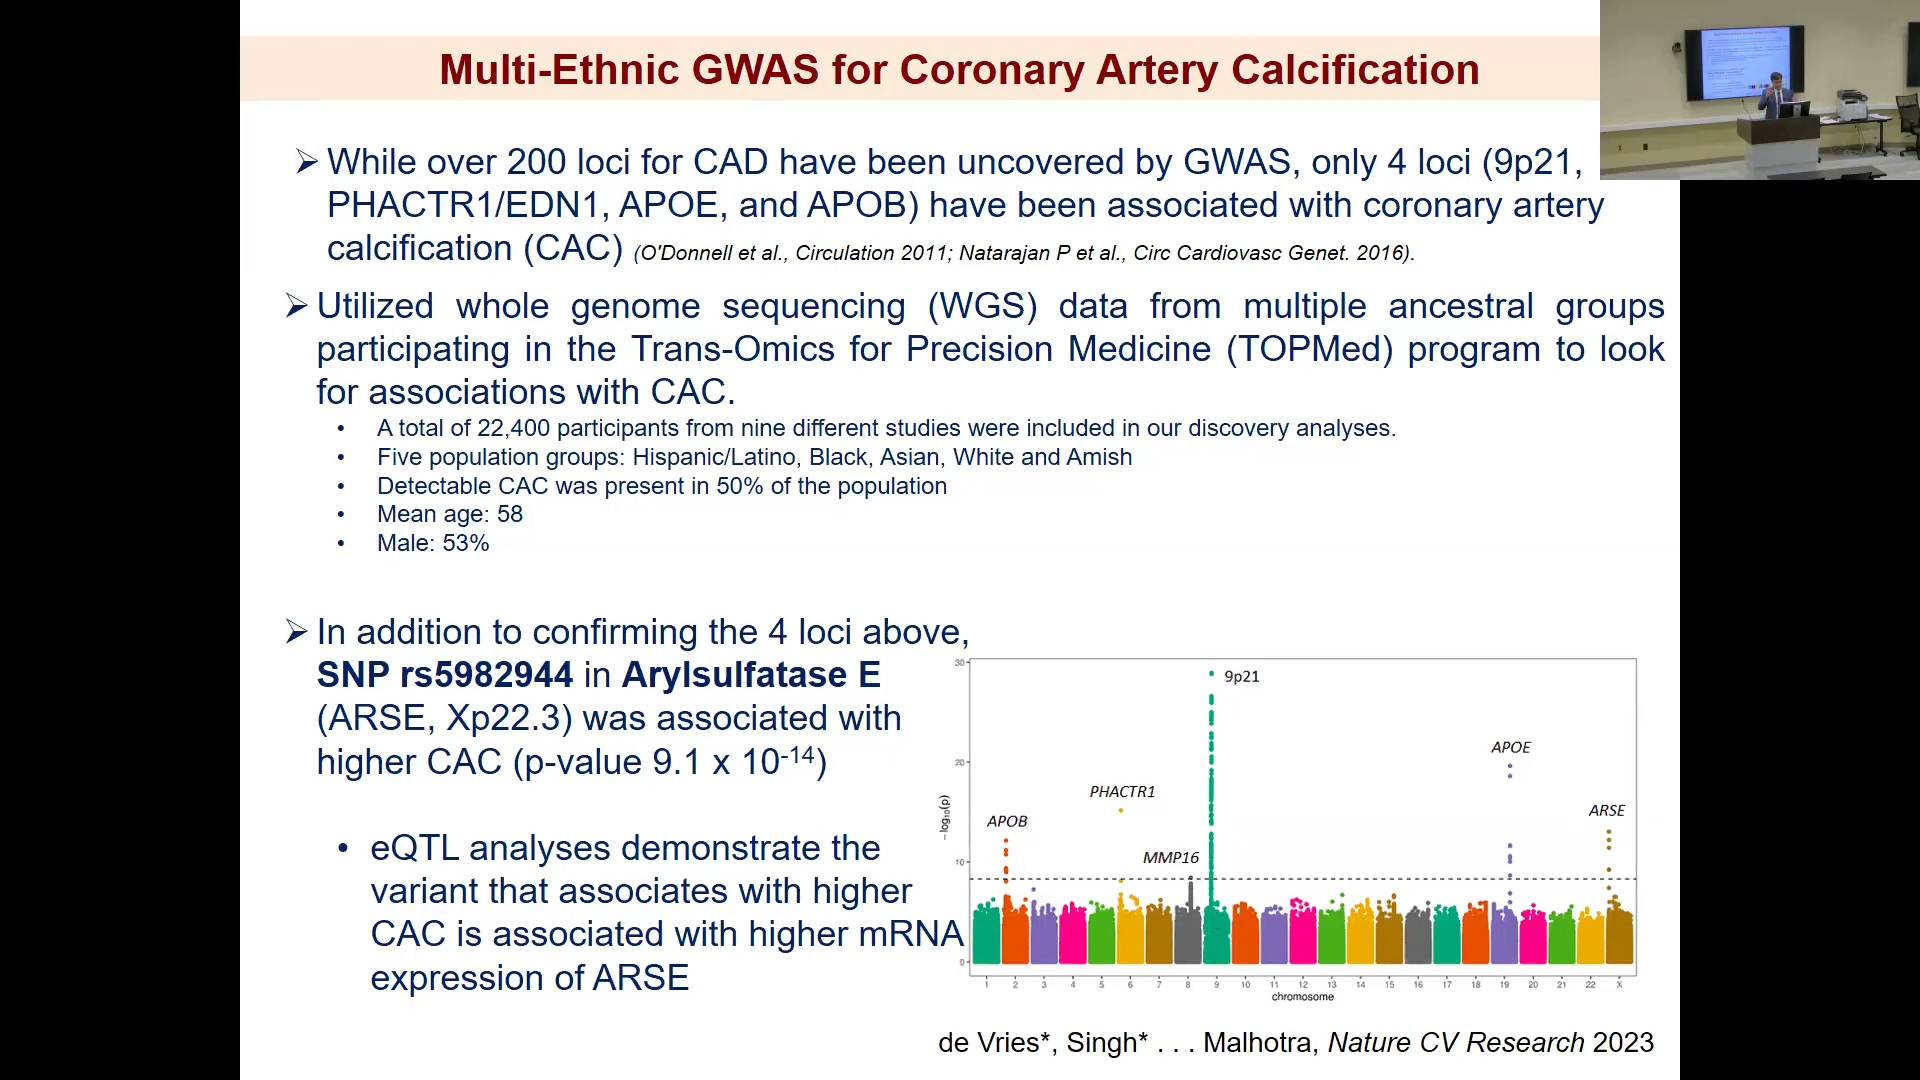 Multi-Ethnic GWAS for Coronary Artery Calcification
➢ While over 200 loci for CAD have been uncovered by GWAS, only 4 loci (9p21,
PHACTR1/EDN1, APOE, and APOB) have been associated with coronary artery
calcification (CAC) (O'Donnell et al., Circulation 2011; Natarajan P et al., Circ Cardiovasc Genet. 2016).
➢ Utilized whole genome sequencing (WGS) data from multiple ancestral groups
participating in the Trans-Omics for Precision Medicine (TOPMed) program to look
for associations with CAC.
• A total of 22,400 participants from nine different studies were included in our discovery analyses.
• Five population groups: Hispanic/Latino, Black, Asian, White and Amish
• Detectable CAC was present in 50% of the population
• Mean age: 58
• Male: 53%
➢ In addition to confirming the 4 loci above,
SNP rs5982944 in Arylsulfatase E
(ARSE, Xp22.3) was associated with
higher CAC (p-value 9.1 x 10⁻¹⁴)
• eQTL analyses demonstrate the
variant that associates with higher
CAC is associated with higher mRNA
expression of ARSE
30
20
10
0
−log₁₀(p)
9p21
APOE
PHACTR1
ARSE
APOB
MMP16
1 2 3 4 5 6 7 8 9 10 11 12 13 14 15 16 17 18 19 20 21 22 X
chromosome
de Vries*, Singh* . . . Malhotra, Nature CV Research 2023